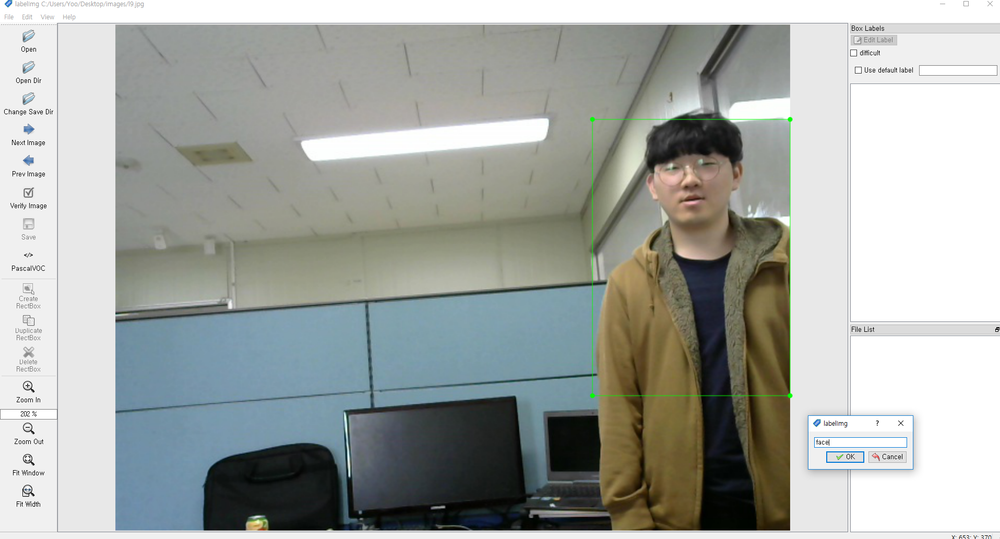 labelImg C:/Users/Yoo/Desktop/images/l9.jpg
File Edit View Help
Open
Open Dir
Change Save Dir
Next Image
Prev Image
Verify Image
Save
</>
PascalVOC
Create
RectBox
Duplicate
RectBox
Delete
RectBox
Zoom In
202 %
Zoom Out
Fit Window
Fit Width
Box Labels
Edit Label
difficult
Use default label
File List
labelImg ?
face
OK Cancel
X: 653; Y: 370